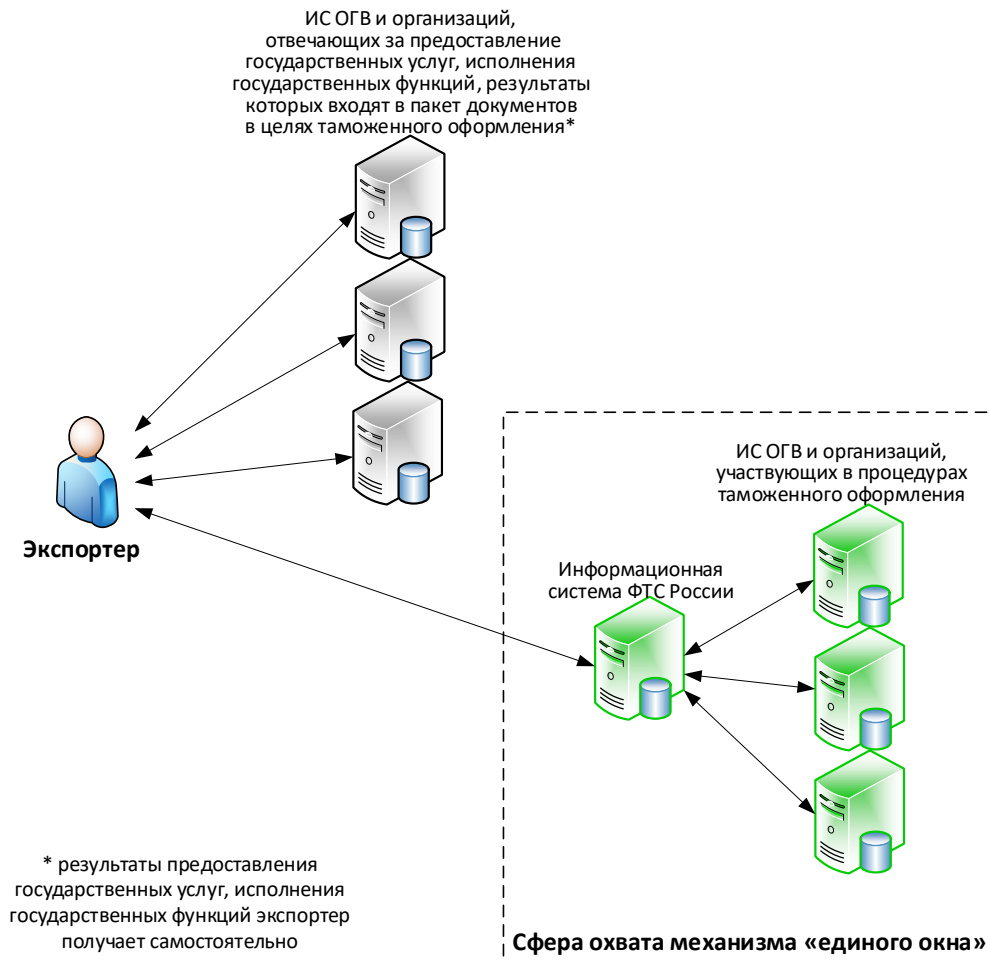 ИС ОГВ и организаций,
отвечающих за предоставление
государственных услуг, исполнения
государственных функций, результаты
которых входят в пакет документов
в целях таможенного оформления*
ИС ОГВ и организаций,
участвующих в процедурах
таможенного оформления
Экспортер
Информационная
система ФТС России
* результаты предоставления
государственных услуг, исполнения
государственных функций экспортер
получает самостоятельно
Сфера охвата механизма «единого окна»